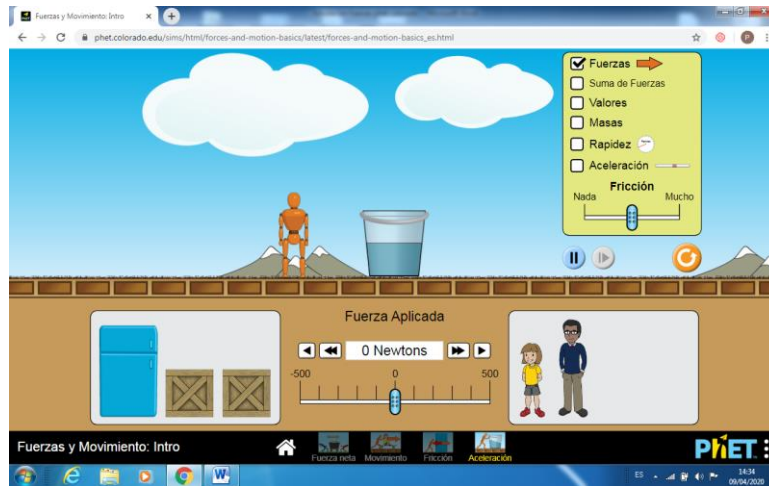 Fuerzas y Movimiento: Intro
phet.colorado.edu/sims/html/forces-and-motion-basics/latest/forces-and-motion-basics_es.html
P
Fuerzas
Suma de Fuerzas
Valores
Masas
Rapidez
Aceleración
Fricción
Nada Mucho
Fuerza Aplicada
0 Newtons
-500 0 500
Fuerzas y Movimiento: Intro
Fuerza neta Movimiento Fricción Aceleración
PhET
W
ES
14:34
09/04/2020